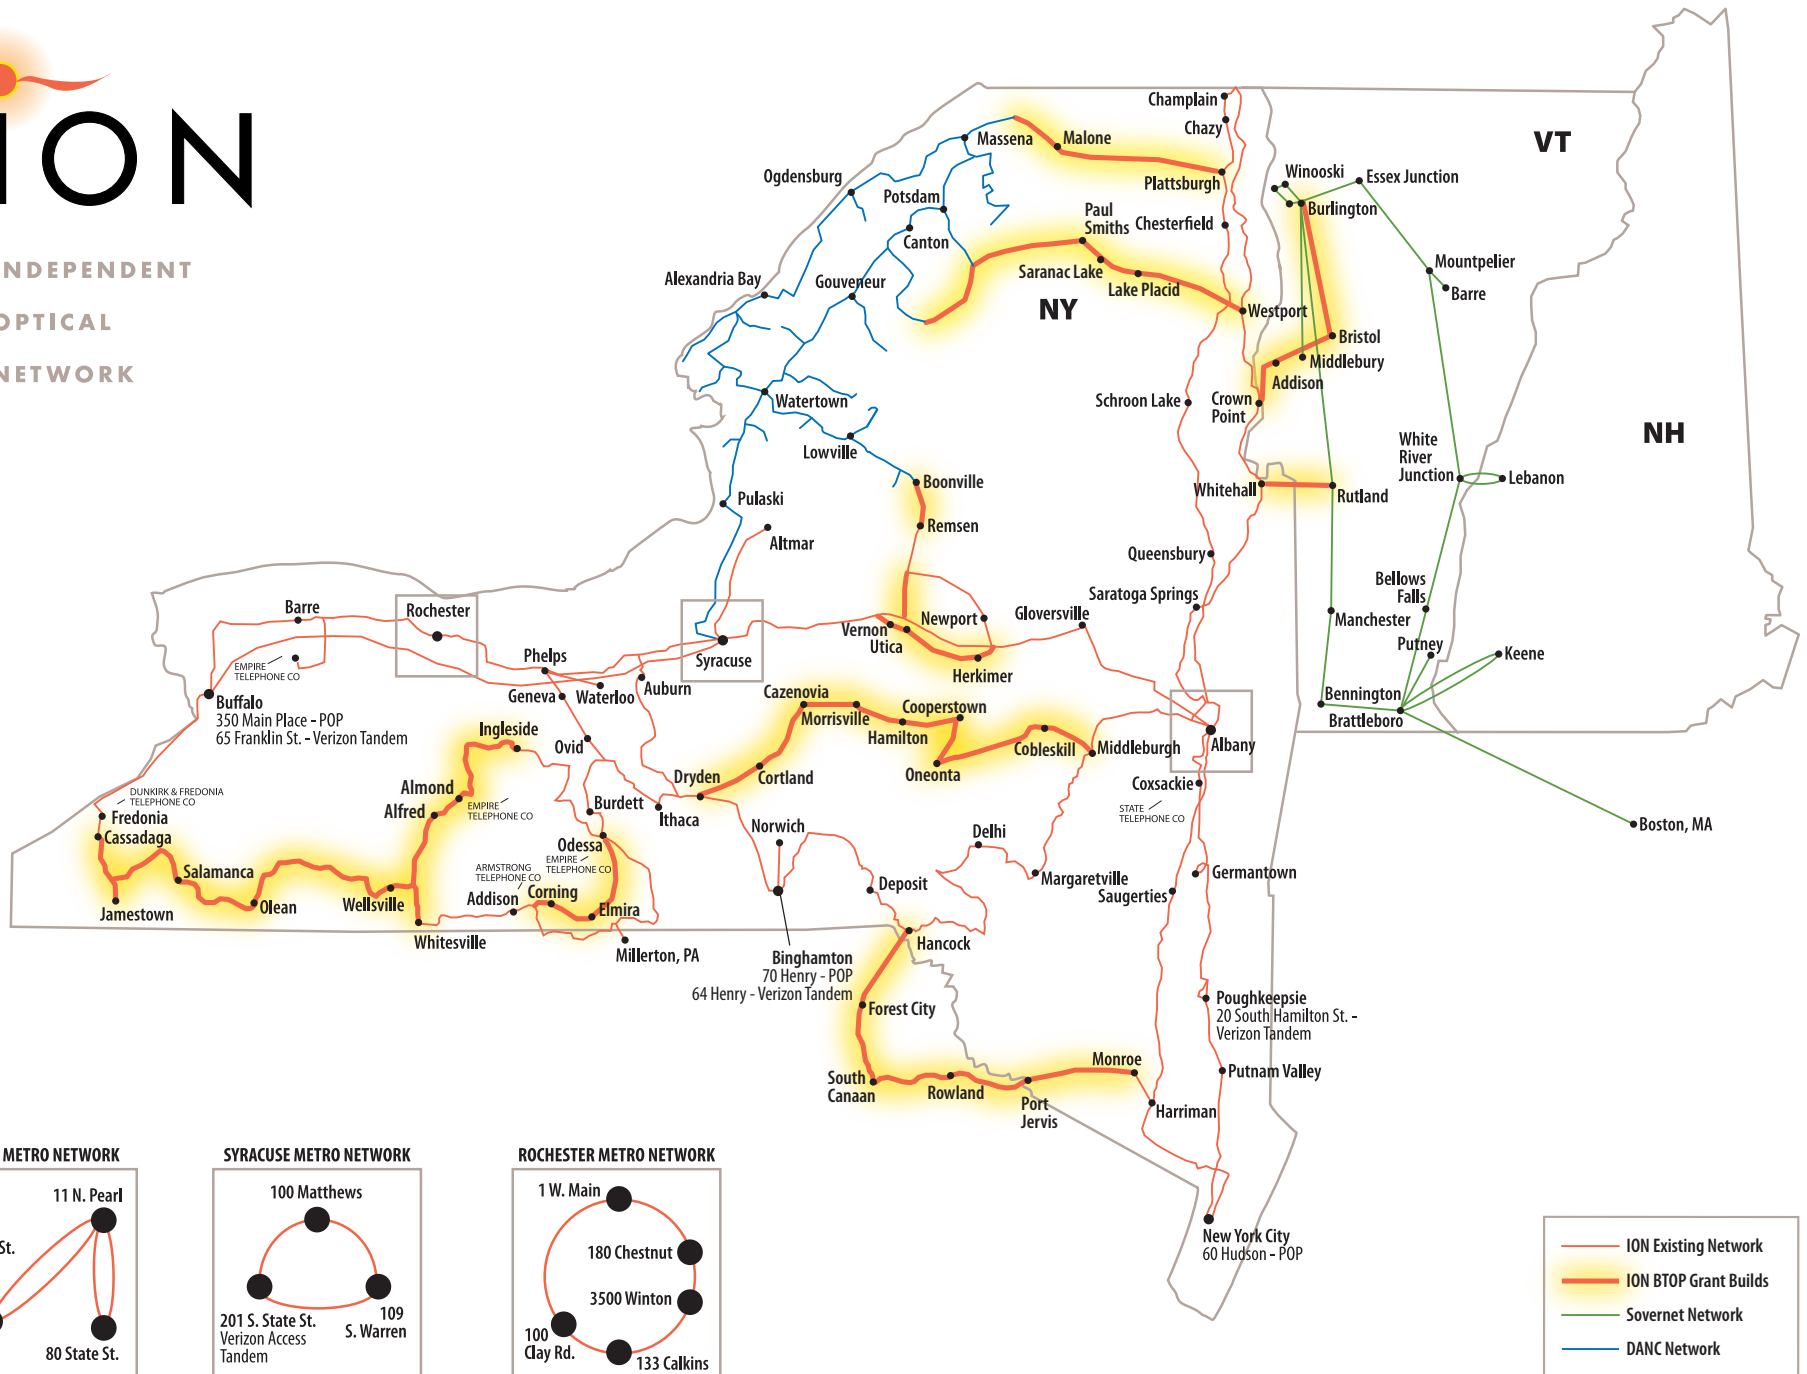 ION
INDEPENDENT
OPTICAL
NETWORK
VT
NY
NH
Champlain
Chazy
Massena
Malone
Plattsburgh
Ogdensburg
Potsdam
Canton
Paul
Smiths
Chesterfield
Saranac Lake
Lake Placid
Westport
Alexandria Bay
Gouveneur
Winooski
Essex Junction
Burlington
Mountpelier
Barre
Bristol
Middlebury
Addison
Crown
Point
Schroon Lake
Watertown
Lowville
Boonville
Remsen
Pulaski
Altmar
White
River
Junction
Lebanon
Whitehall
Rutland
Queensbury
Saratoga Springs
Bellows
Falls
Manchester
Putney
Keene
Bennington
Brattleboro
Boston, MA
Barre
Rochester
EMPIRE
TELEPHONE CO
Buffalo
350 Main Place - POP
65 Franklin St. - Verizon Tandem
Phelps
Geneva
Waterloo
Auburn
Syracuse
Vernon
Utica
Newport
Gloversville
Herkimer
Cazenovia
Morrisville
Hamilton
Cooperstown
Oneonta
Cobleskill
Middleburgh
Albany
Ingleside
Ovid
Dryden
Cortland
Almond
Alfred
EMPIRE
TELEPHONE CO
Burdett
Ithaca
Coxsackie
STATE
TELEPHONE CO
DUNKIRK & FREDONIA
TELEPHONE CO
Fredonia
Cassadaga
Salamanca
Jamestown
Olean
Wellsville
Whitesville
Odessa
EMPIRE
TELEPHONE CO
ARMSTRONG
TELEPHONE CO
Addison
Corning
Elmira
Millerton, PA
Norwich
Delhi
Margaretville
Deposit
Hancock
Saugerties
Germantown
Binghamton
70 Henry - POP
64 Henry - Verizon Tandem
Forest City
South
Canaan
Rowland
Port
Jervis
Monroe
Harriman
Poughkeepsie
20 South Hamilton St. -
Verizon Tandem
Putnam Valley
New York City
60 Hudson - POP
METRO NETWORK
11 N. Pearl
St.
80 State St.
SYRACUSE METRO NETWORK
100 Matthews
201 S. State St.
Verizon Access
Tandem
109
S. Warren
ROCHESTER METRO NETWORK
1 W. Main
180 Chestnut
3500 Winton
100
Clay Rd.
133 Calkins
ION Existing Network
ION BTOP Grant Builds
Sovernet Network
DANC Network